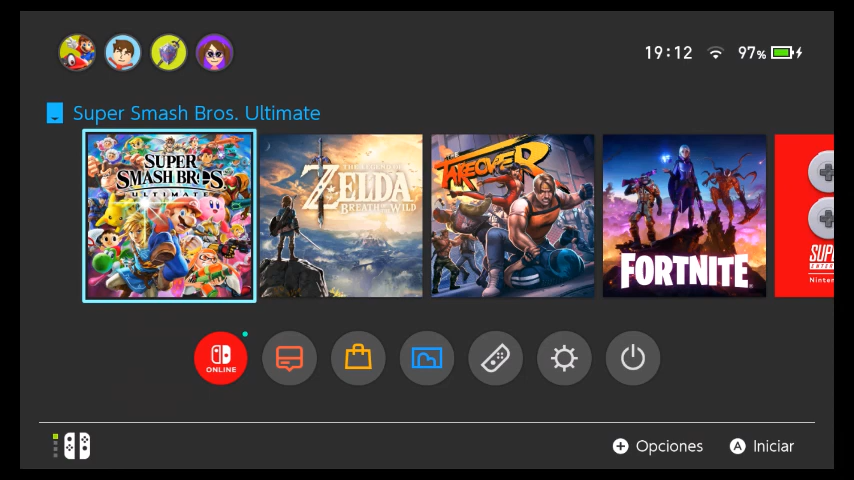 19:12 97%
Super Smash Bros. Ultimate
SUPER
SMASH BROS.
ULTIMATE
THE LEGEND OF
ZELDA
BREATH OF THE WILD
THE TAKEOVER
FORTNITE
ONLINE
Opciones A Iniciar